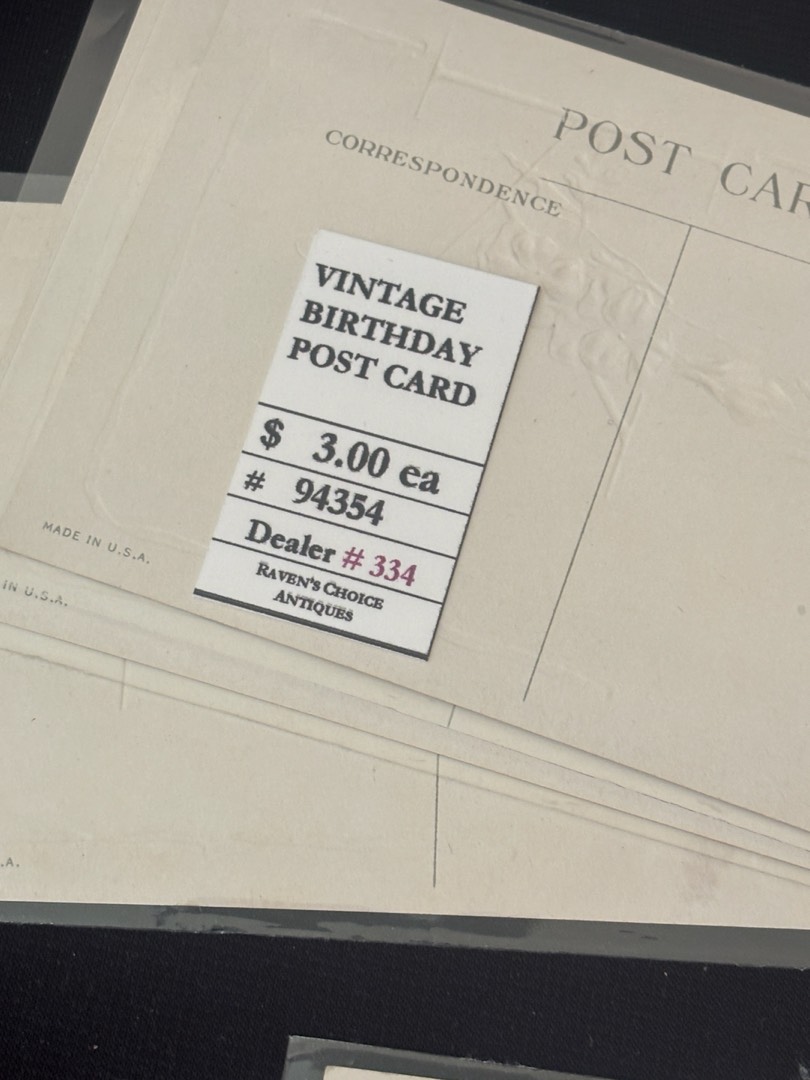 POST CAR
CORRESPONDENCE
VINTAGE
BIRTHDAY
POST CARD
$ 3.00 ea
# 94354
Dealer # 334
RAVEN'S CHOICE
ANTIQUES
MADE IN U.S.A.
IN U.S.A.
.A.